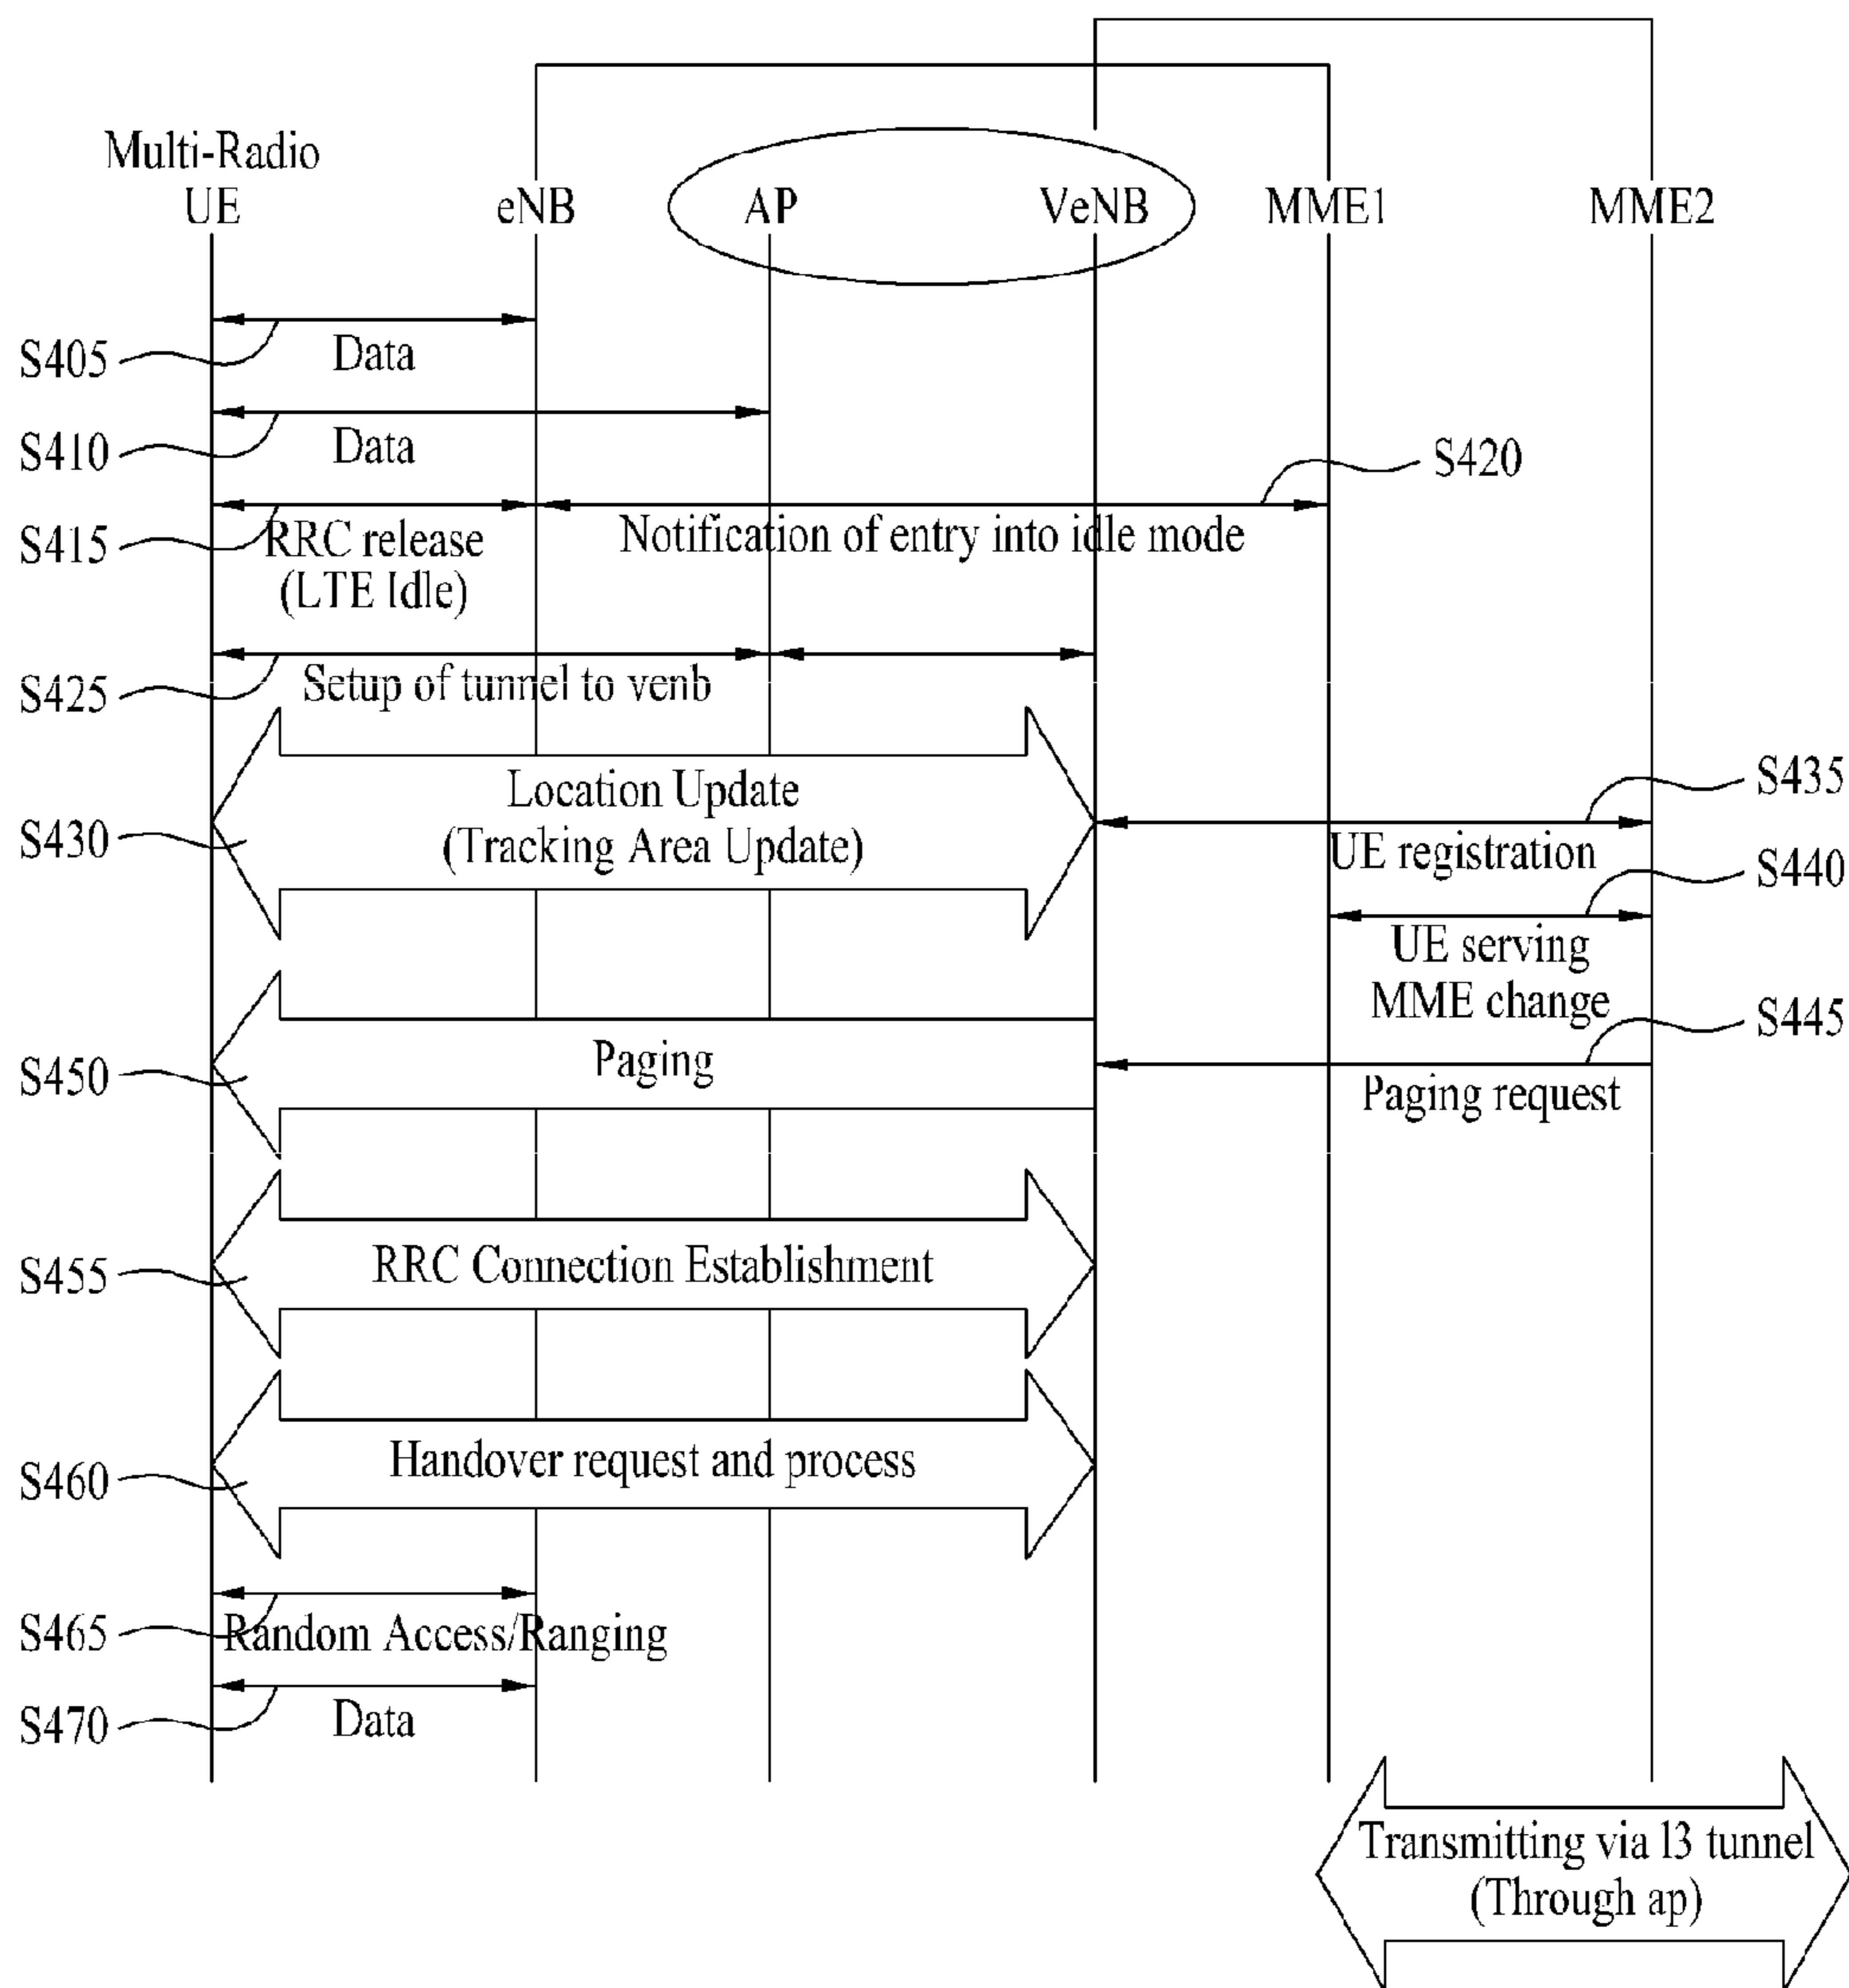 Multi-Radio
UE
eNB
AP
VeNB
MME1
MME2
S405
Data
S410
Data
S420
S415
RRC release
(LTE Idle)
Notification of entry into idle mode
S425
Setup of tunnel to venb
S430
Location Update
(Tracking Area Update)
S435
UE registration
S440
UE serving
MME change
S445
Paging request
S450
Paging
S455
RRC Connection Establishment
S460
Handover request and process
S465
Random Access/Ranging
S470
Data
Transmitting via l3 tunnel
(Through ap)